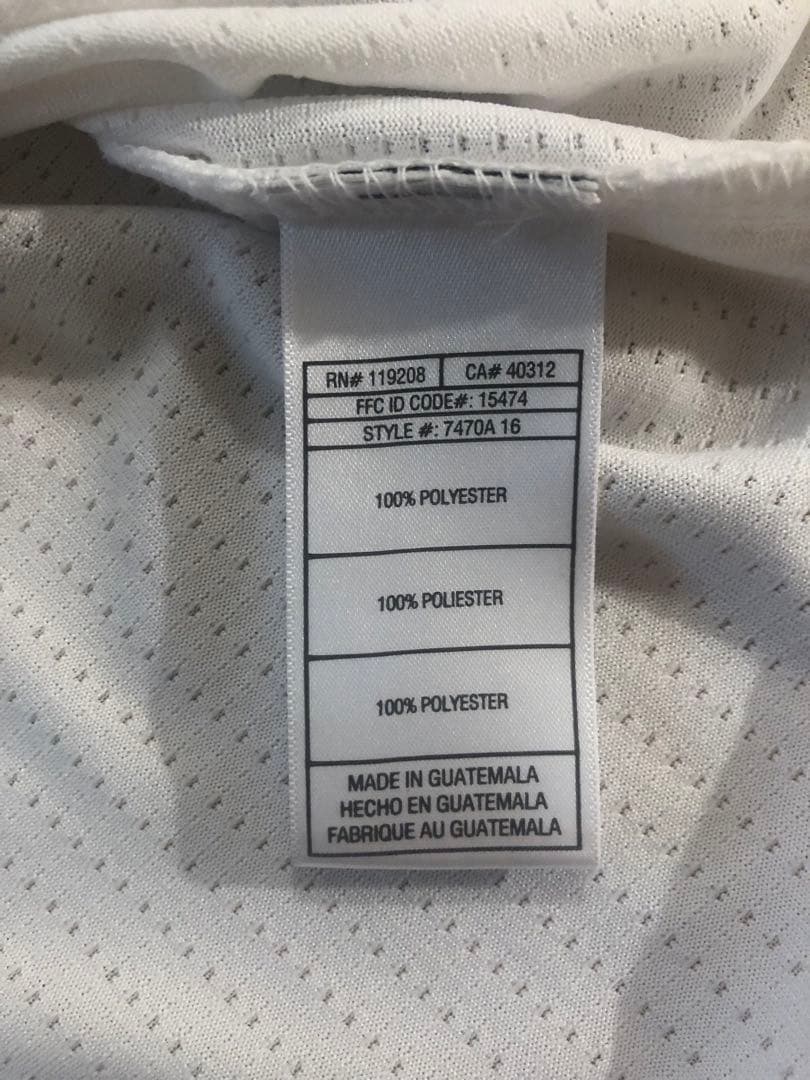 RN# 119208 CA# 40312
FFC ID CODE#: 15474
STYLE #: 7470A 16
100% POLYESTER
100% POLIESTER
100% POLYESTER
MADE IN GUATEMALA
HECHO EN GUATEMALA
FABRIQUE AU GUATEMALA